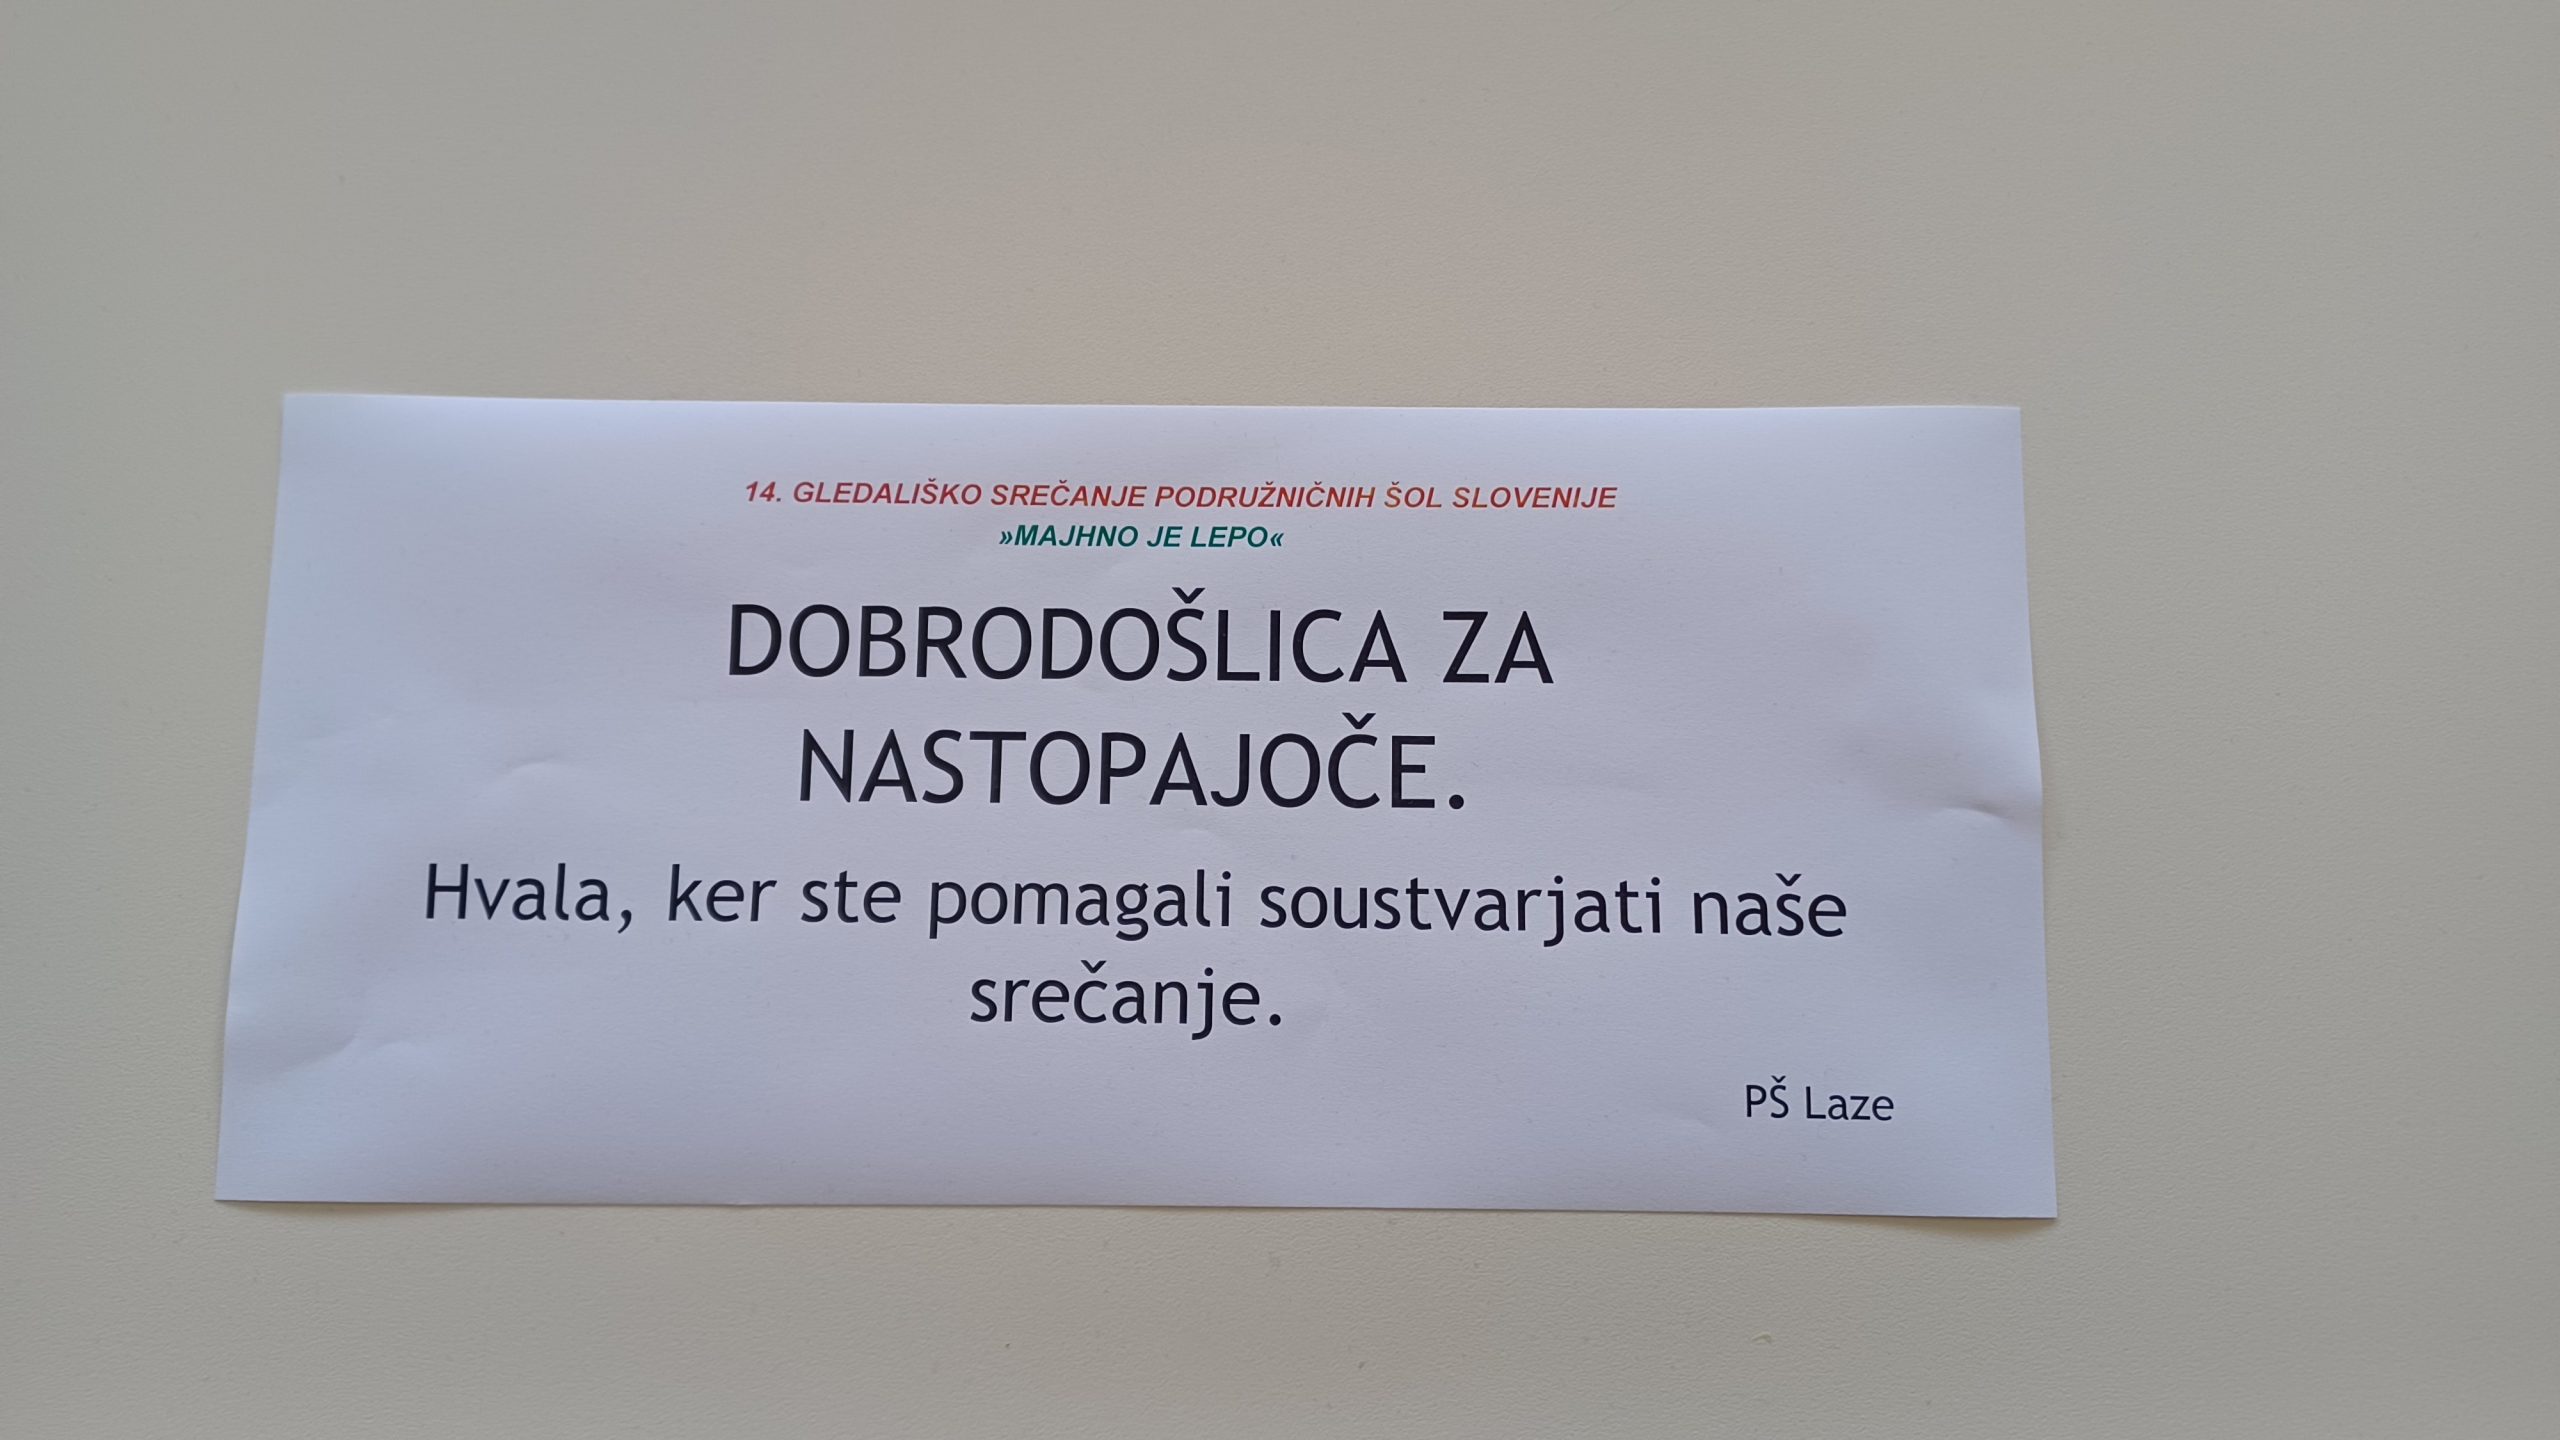 14. GLEDALIŠKO SREČANJE PODRUŽNIČNIH ŠOL SLOVENIJE
»MAJHNO JE LEPO«
DOBRODOŠLICA ZA
NASTOPAJOČE.
Hvala, ker ste pomagali soustvarjati naše
srečanje.
PŠ Laze